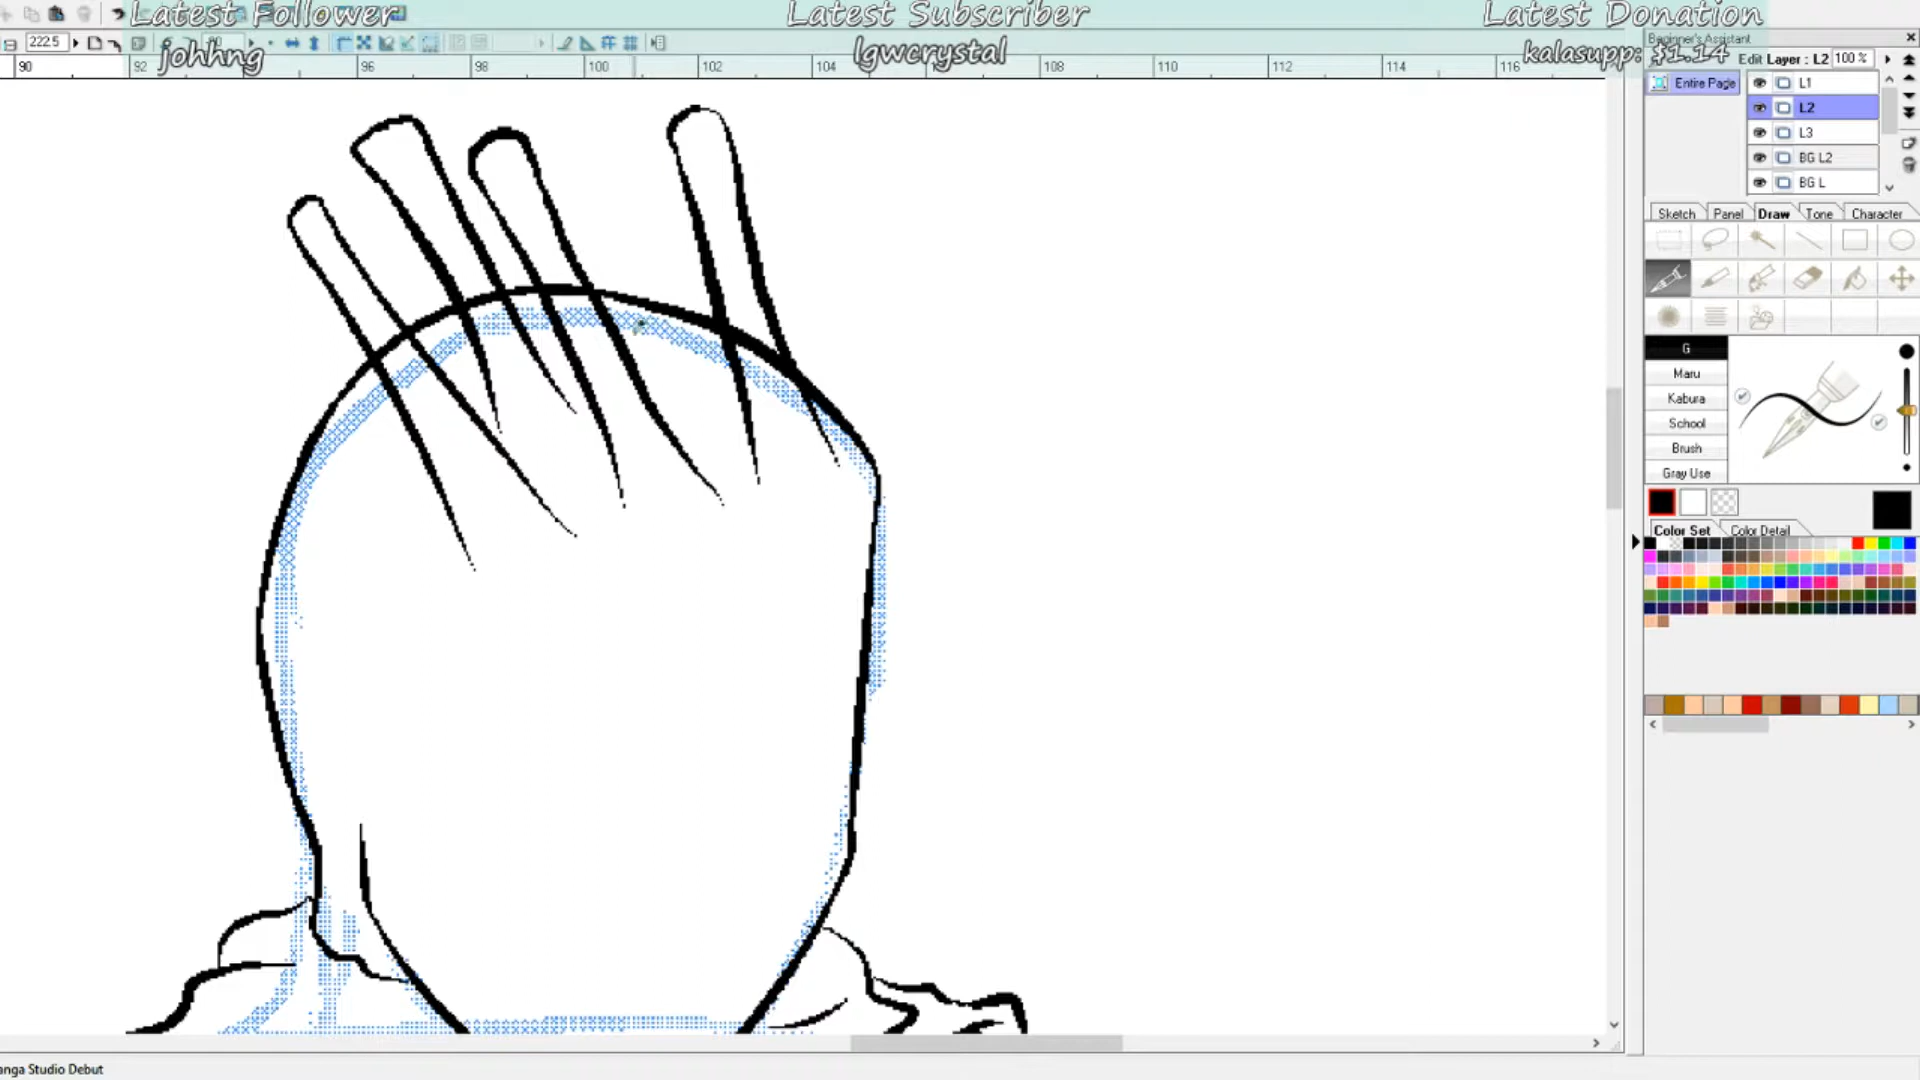 Latest Follower
Latest Subscriber
Latest Donation
johhng
lgwcrystal
kalasupp: $1.14
222.5
90 92 96 98 100 102 104 108 110 112 114 116
Beginner's Assistant
Edit Layer : L2 100 %
Entire Page
L1
L2
L3
BG L2
BG L
Sketch Panel Draw Tone Character
G
Maru
Kabura
School
Brush
Gray Use
Color Set Color Detail
anga Studio Debut